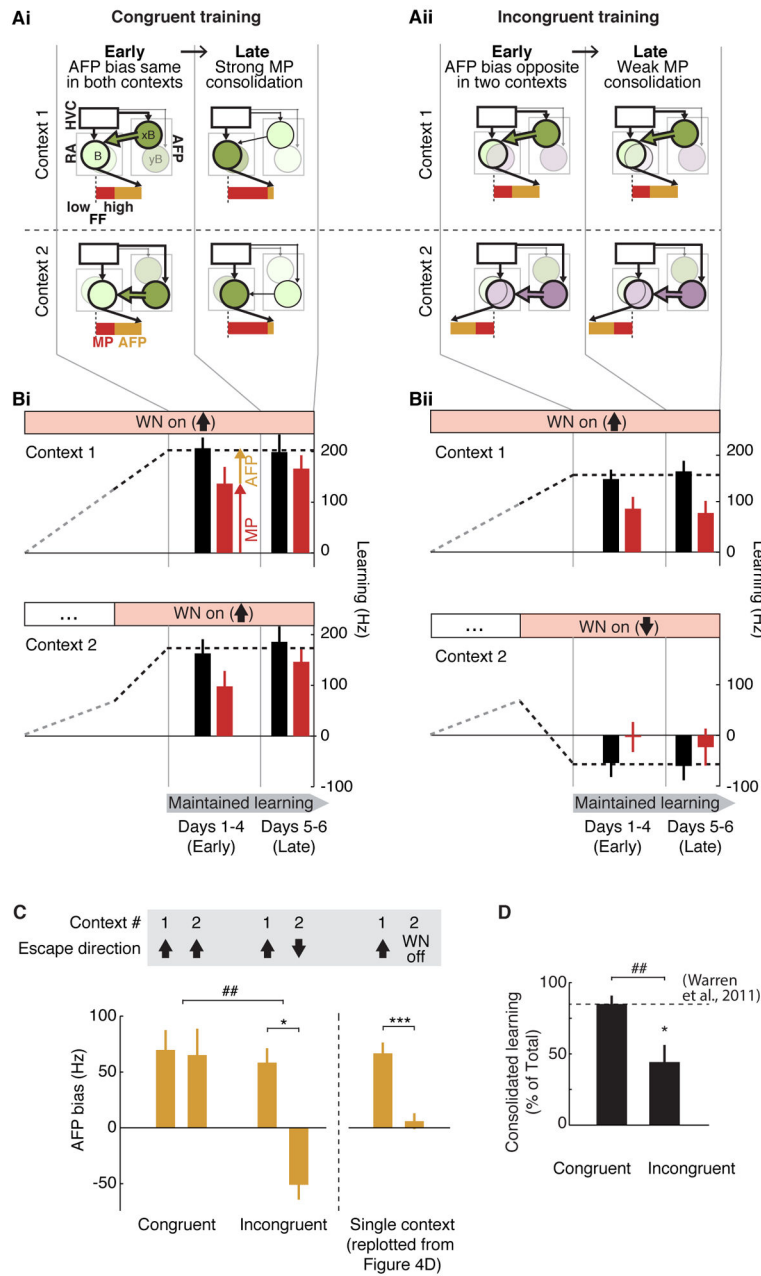 Ai
Congruent training
Aii
Incongruent training
Early
AFP bias same
in both contexts
Late
Strong MP
consolidation
Early
AFP bias opposite
in two contexts
Late
Weak MP
consolidation
Context 1
HVC
RA
B
xB
yB
AFP
low high
FF
Context 2
MP AFP
Bi
WN on ( )
Context 1
AFP
MP
200
100
0
Learning (Hz)
...
WN on ( )
Context 2
200
100
0
-100
Maintained learning
Days 1-4
(Early)
Days 5-6
(Late)
Bii
WN on ( )
Context 1
200
100
0
Learning (Hz)
...
WN on ( )
Context 2
100
0
-100
Maintained learning
Days 1-4
(Early)
Days 5-6
(Late)
C
Context # 1 2 1 2 1 2
Escape direction WN
off
##
* ***
100
50
0
-50
AFP bias (Hz)
Congruent Incongruent Single context
(replotted from
Figure 4D)
D
##
(Warren
et al., 2011)
*
100
50
0
Consolidated learning
(% of Total)
Congruent Incongruent